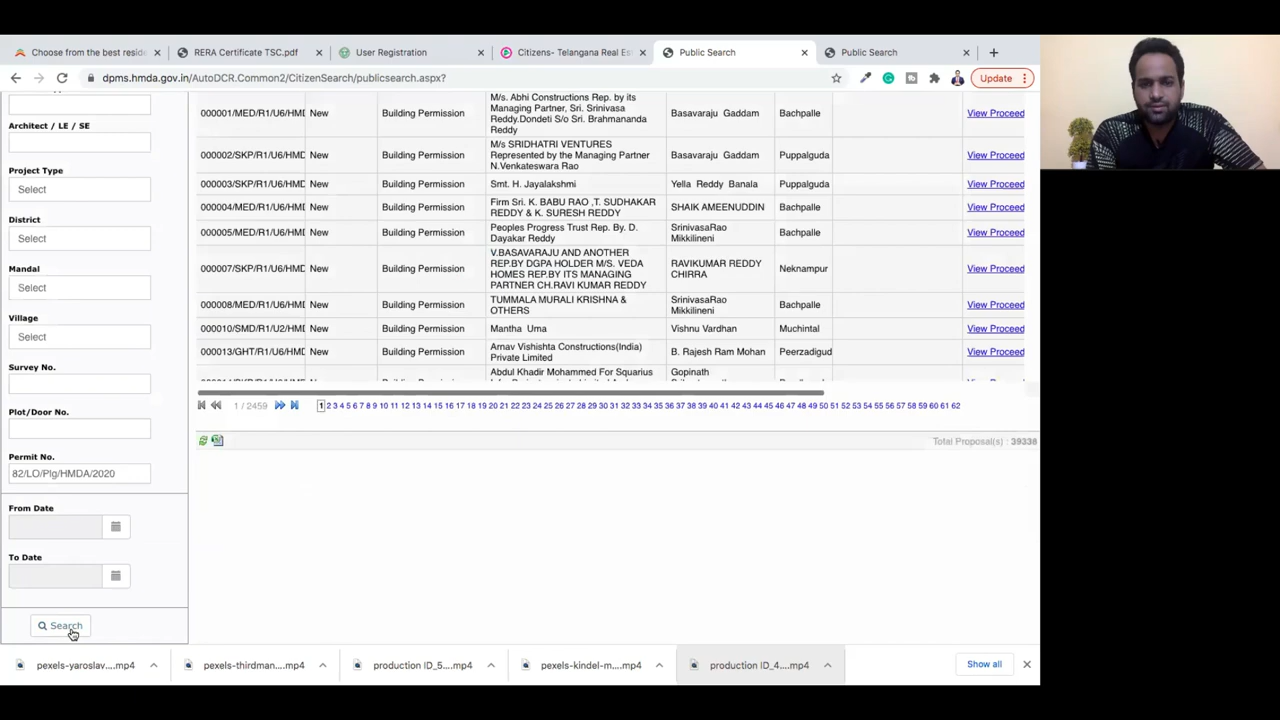 Choose from the best resid
RERA Certificate TSC.pdf
User Registration
Citizens- Telangana Real Est
Public Search
Public Search
dpms.hmda.gov.in/AutoDCR.Common2/CitizenSearch/publicsearch.aspx?
Update
Architect / LE / SE
Project Type
Select
District
Select
Mandal
Select
Village
Select
Survey No.
Plot/Door No.
Permit No.
82/LO/Plg/HMDA/2020
From Date
To Date
Search
000001/MED/R1/U6/HMD New Building Permission M/s. Abhi Constructions Rep. by its Basavaraju Gaddam Bachpalle View Proceed
Managing Partner, Sri. Srinivasa
Reddy.Dondeti S/o Sri. Brahmananda
Reddy
000002/SKP/R1/U6/HMD New Building Permission M/s SRIDHATRI VENTURES Basavaraju Gaddam Puppalguda View Proceed
Represented by the Managing Partner
N.Venkateswara Rao
000003/SKP/R1/U6/HMD New Building Permission Smt. H. Jayalakshmi Yella Reddy Banala Puppalguda View Proceed
000004/MED/R1/U6/HMD New Building Permission Firm Sri. K. BABU RAO ,T. SUDHAKAR SHAIK AMEENUDDIN Bachpalle View Proceed
REDDY & K. SURESH REDDY
000005/MED/R1/U6/HMD New Building Permission Peoples Progress Trust Rep. By. D. SrinivasaRao Bachpalle View Proceed
Dayakar Reddy Mikkilineni
000007/SKP/R1/U6/HMD New Building Permission V.BASAVARAJU AND ANOTHER RAVIKUMAR REDDY Neknampur View Proceed
REP.BY DGPA HOLDER M/S. VEDA CHIRRA
HOMES REP.BY ITS MANAGING
PARTNER CH.RAVI KUMAR REDDY
000008/MED/R1/U6/HMD New Building Permission TUMMALA MURALI KRISHNA & SrinivasaRao Bachpalle View Proceed
OTHERS Mikkilineni
000010/SMD/R1/U2/HMD New Building Permission Mantha Uma Vishnu Vardhan Muchintal View Proceed
000013/GHT/R1/U6/HMD New Building Permission Arnav Vishishta Constructions(India) B. Rajesh Ram Mohan Peerzadigud View Proceed
Private Limited
Abdul Khadir Mohammed For Squarius Gopinath
1 / 2459 1 2 3 4 5 6 7 8 9 10 11 12 13 14 15 16 17 18 19 20 21 22 23 24 25 26 27 28 29 30 31 32 33 34 35 36 37 38 39 40 41 42 43 44 45 46 47 48 49 50 51 52 53 54 55 56 57 58 59 60 61 62
Total Proposal(s) : 39338
pexels-yaroslav....mp4
pexels-thirdman....mp4
production ID_5....mp4
pexels-kindel-m....mp4
production ID_4....mp4
Show all